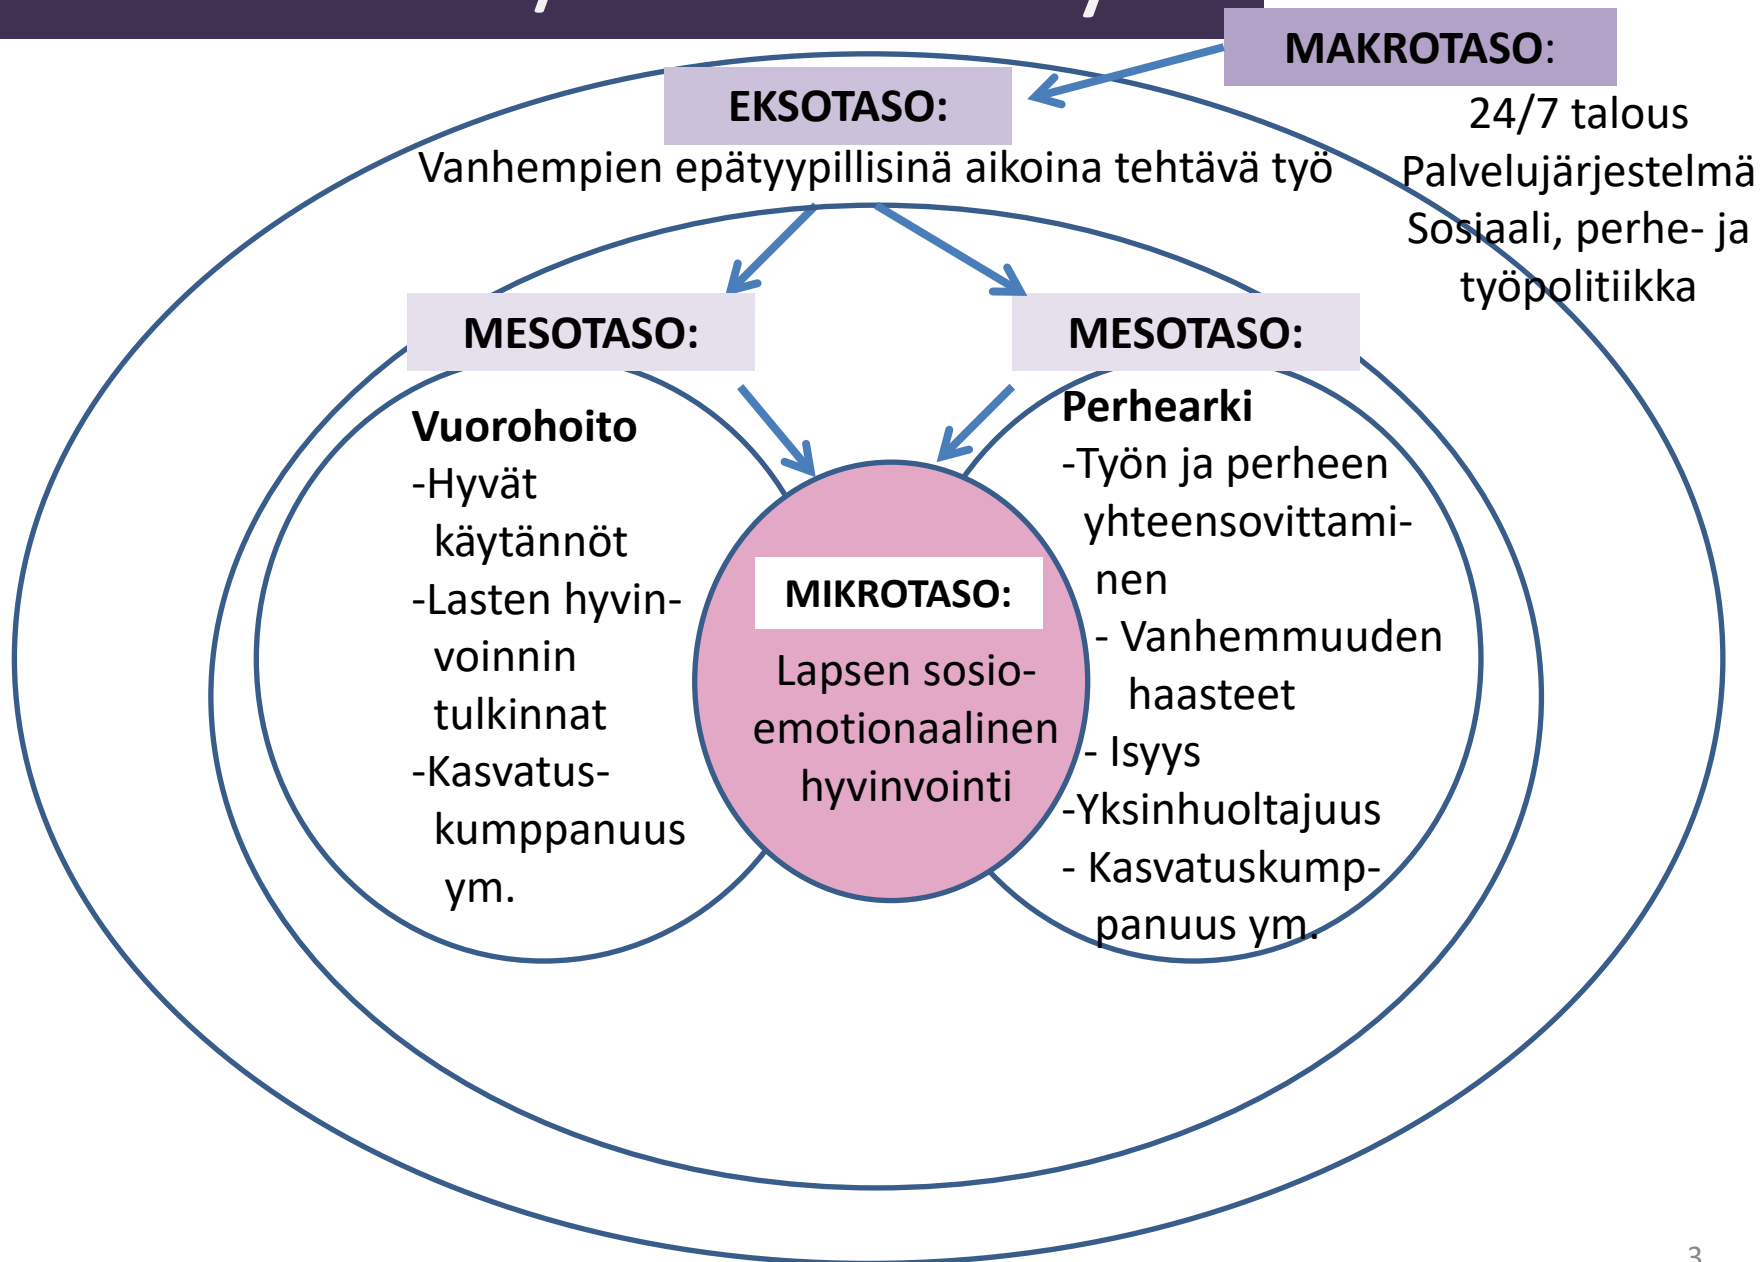 MAKROTASO:
24/7 talous
Palvelujärjestelmä
Sosiaali, perhe- ja
työpolitiikka
EKSOTASO:
Vanhempien epätyypillisinä aikoina tehtävä työ
MESOTASO:
Vuorohoito
-Hyvät
käytännöt
-Lasten hyvin-
voinnin
tulkinnat
-Kasvatus-
kumppanuus
ym.
MESOTASO:
Perhearki
-Työn ja perheen
yhteensovittami-
nen
- Vanhemmuuden
haasteet
- Isyys
-Yksinhuoltajuus
- Kasvatuskump-
panuus ym.
MIKROTASO:
Lapsen sosio-
emotionaalinen
hyvinvointi
3